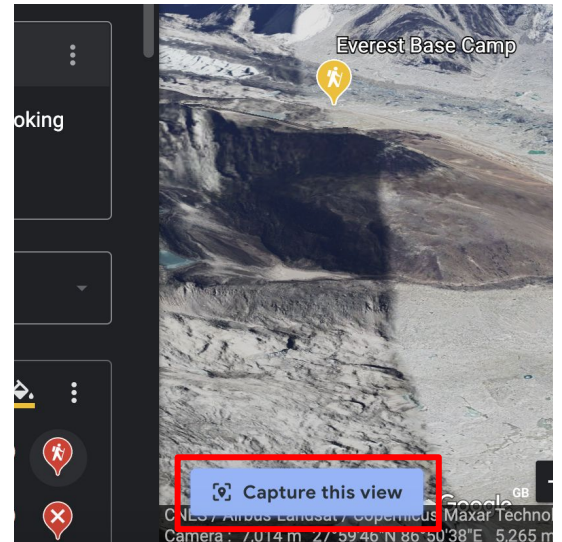 Everest Base Camp
oking
Capture this view
Google
GB
CNES / Airbus Landsat / Copernicus Maxar Technol
Camera : 7,014 m 27°59'46"N 86°50'38"E 5,265 m